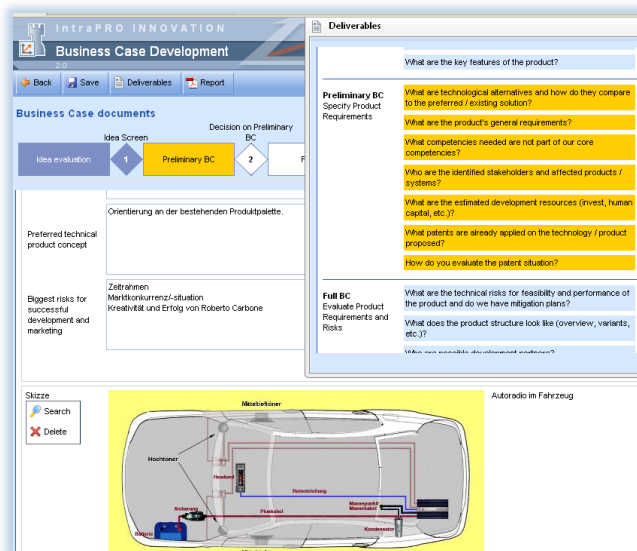 IntraPRO INNOVATION
Business Case Development
2.0
Back
Save
Deliverables
Report
Business Case documents
Idea Screen
Decision on Preliminary
BC
Idea evaluation
1
Preliminary BC
2
F
Orientierung an der bestehenden Produktpalette.
Preferred technical
product concept
Zeitrahmen
Marktkonkurrenz/-situation
Kreativität und Erfolg von Roberto Carbone
Biggest risks for
successful
development and
marketing
Deliverables
What are the key features of the product?
Preliminary BC
Specify Product
Requirements
What are technological alternatives and how do they compare
to the preferred / existing solution?
What are the product's general requirements?
What competencies needed are not part of our core
competencies?
Who are the identified stakeholders and affected products /
systems?
What are the estimated development resources (invest, human
capital, etc.)?
What patents are already applied on the technology / product
proposed?
How do you evaluate the patent situation?
Full BC
Evaluate Product
Requirements and
Risks
What are the technical risks for feasibility and performance of
the product and do we have mitigation plans?
What does the product structure look like (overview, variants,
etc.)?
Who are possible development partners?
Skizze
Search
Delete
Autoradio im Fahrzeug
Mitteltieftöner
Hochtöner
Headunit
Remoteleitung
Sicherung
Pluskabel
Massepunkt/
Massekabel
Kondensator
Batterie